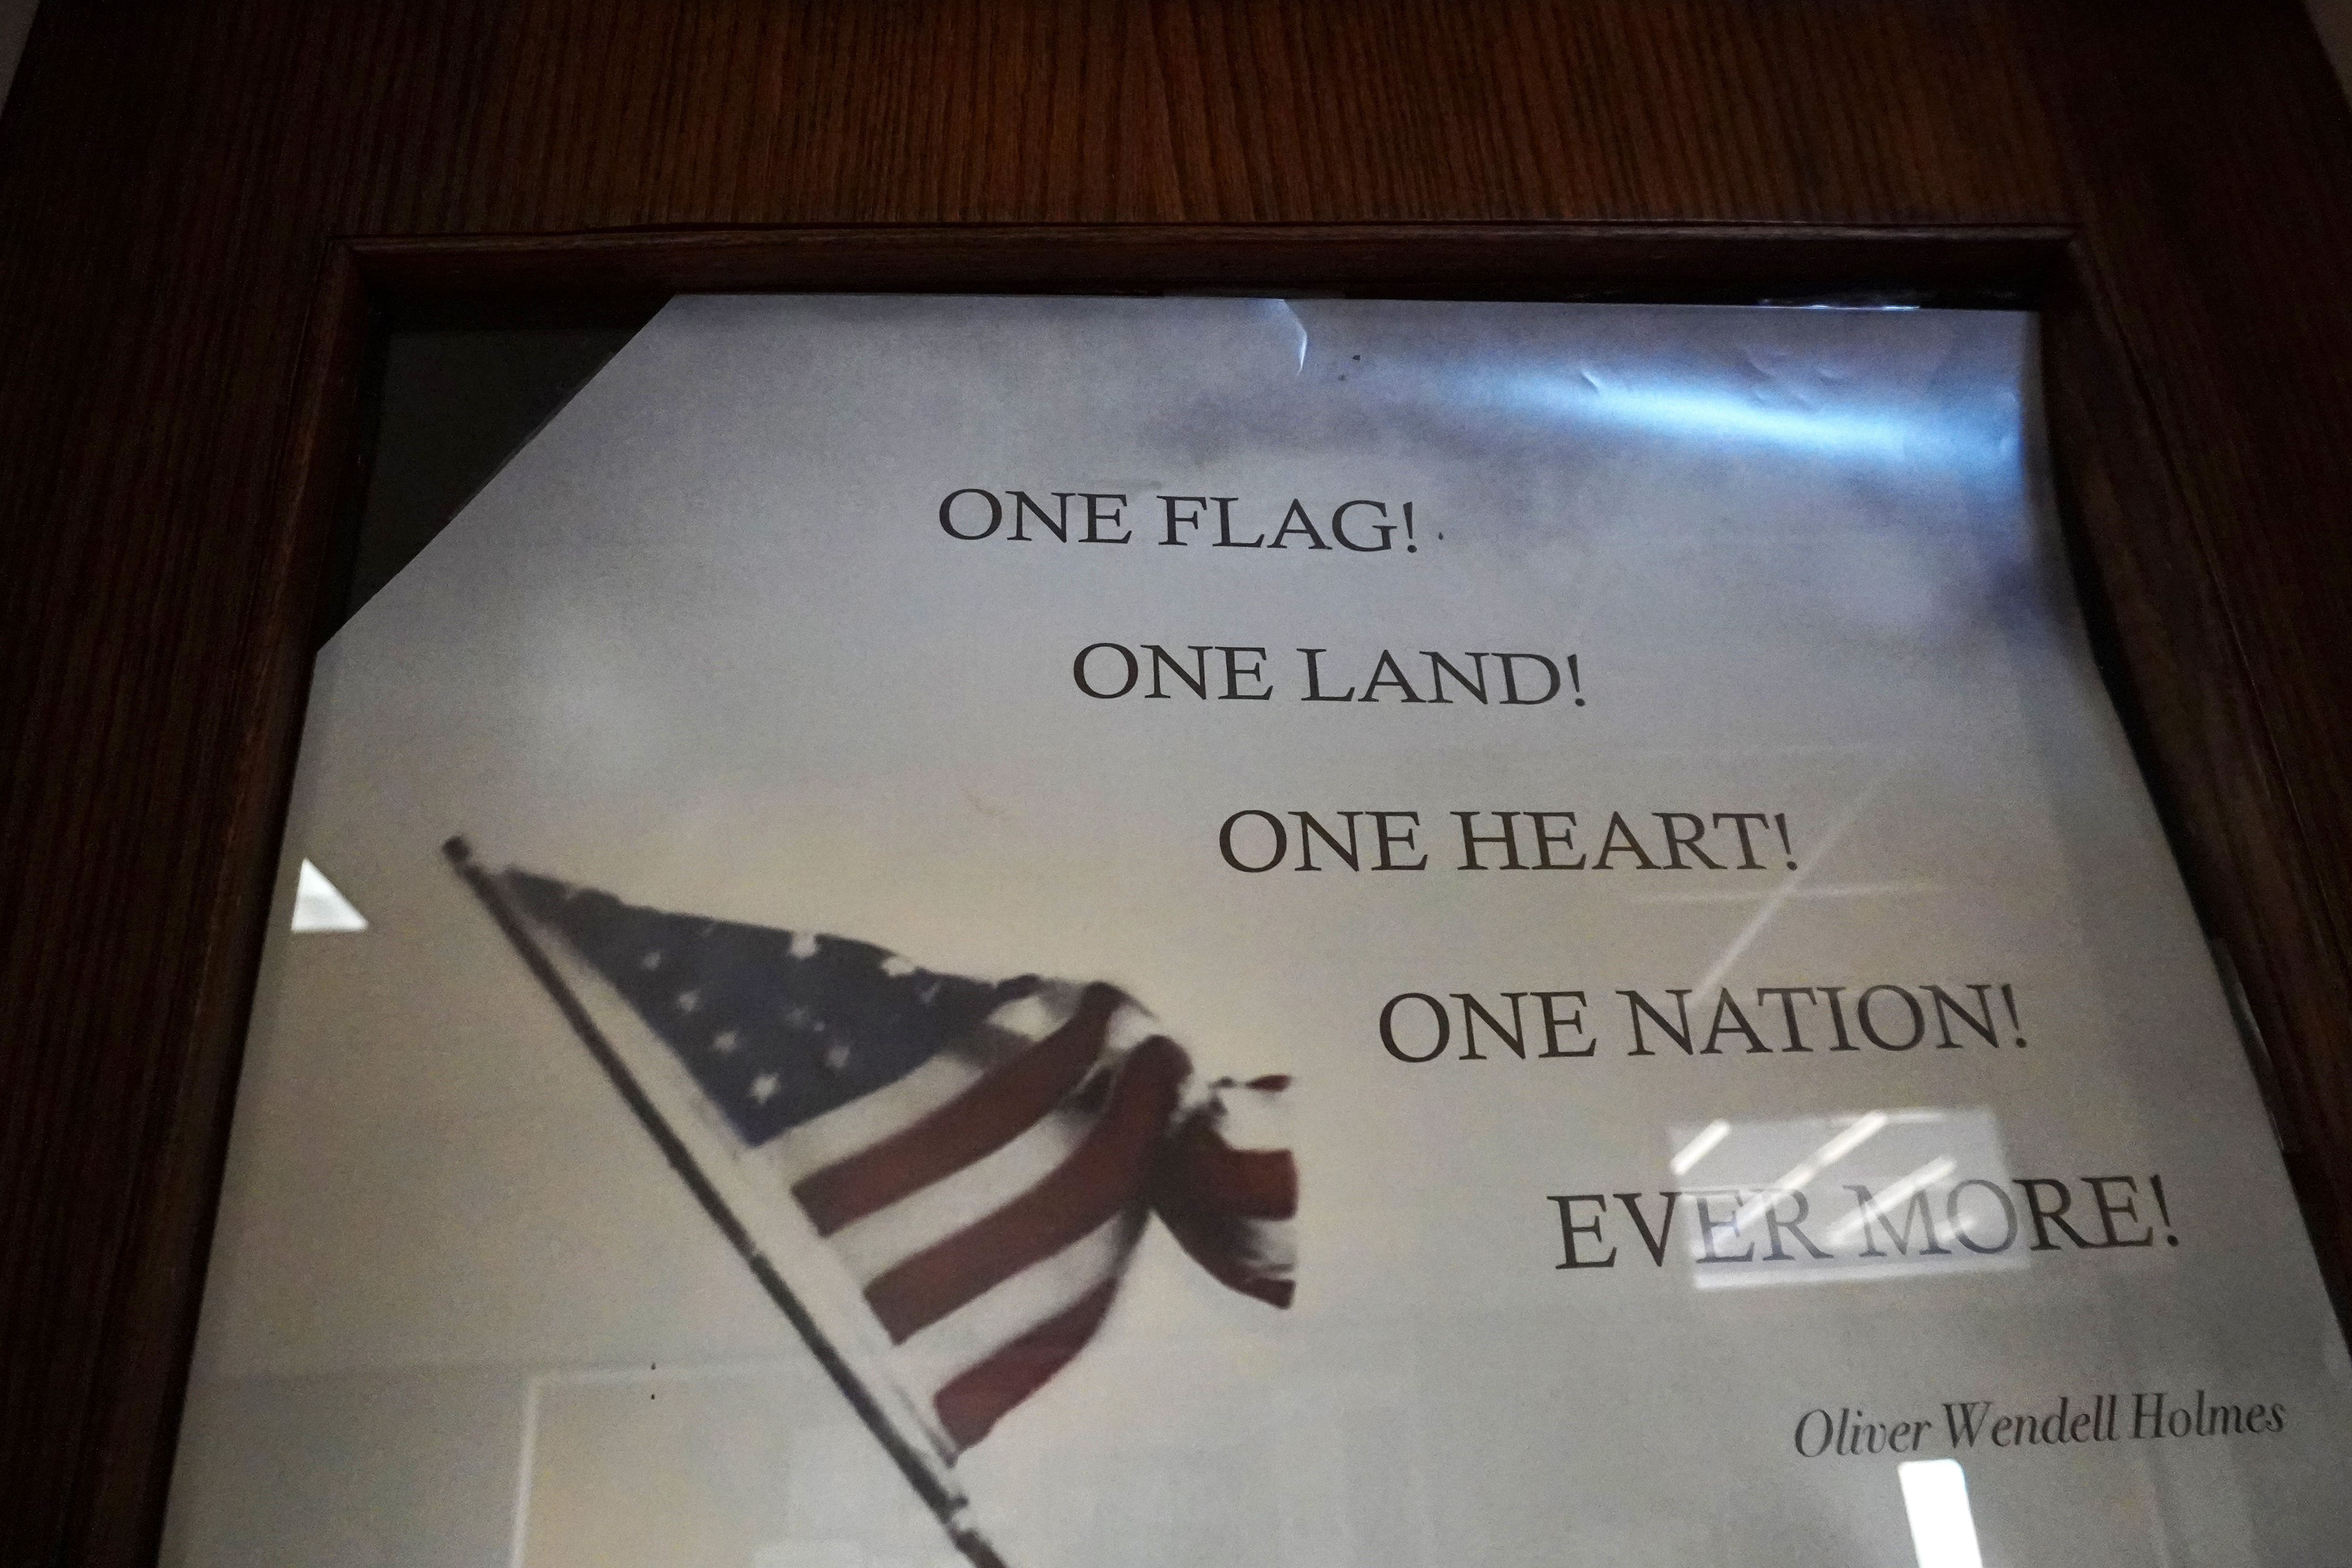 ONE FLAG!
ONE LAND!
ONE HEART!
ONE NATION!
EVER MORE!
Oliver Wendell Holmes